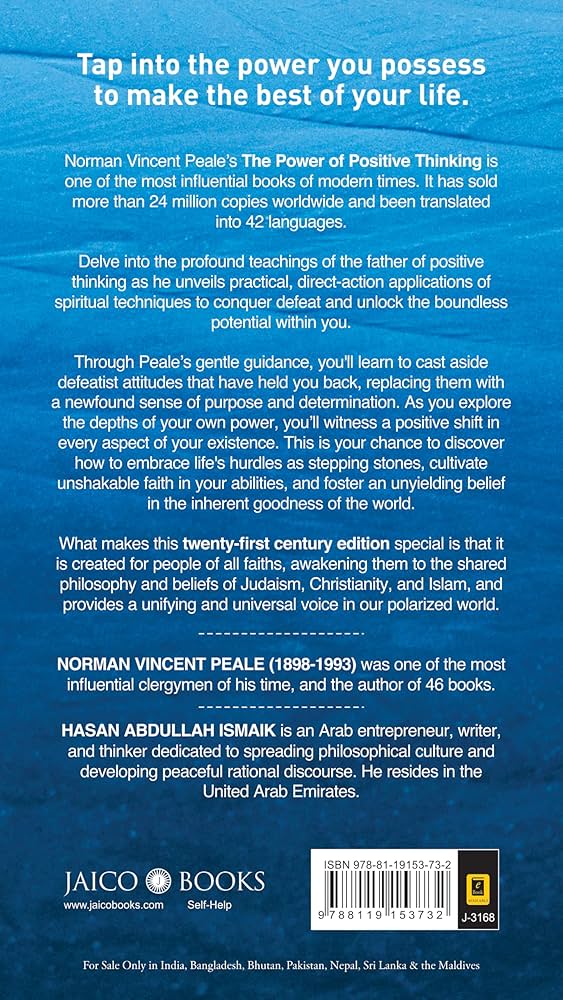 Tap into the power you possess
to make the best of your life.
Norman Vincent Peale's The Power of Positive Thinking is
one of the most influential books of modern times. It has sold
more than 24 million copies worldwide and been translated
into 42 languages.
Delve into the profound teachings of the father of positive
thinking as he unveils practical, direct-action applications of
spiritual techniques to conquer defeat and unlock the boundless
potential within you.
Through Peale's gentle guidance, you'll learn to cast aside
defeatist attitudes that have held you back, replacing them with
a newfound sense of purpose and determination. As you explore
the depths of your own power, you'll witness a positive shift in
every aspect of your existence. This is your chance to discover
how to embrace life's hurdles as stepping stones, cultivate
unshakable faith in your abilities, and foster an unyielding belief
in the inherent goodness of the world.
What makes this twenty-first century edition special is that it
is created for people of all faiths, awakening them to the shared
philosophy and beliefs of Judaism, Christianity, and Islam, and
provides a unifying and universal voice in our polarized world.
NORMAN VINCENT PEALE (1898-1993) was one of the most
influential clergymen of his time, and the author of 46 books.
HASAN ABDULLAH ISMAIK is an Arab entrepreneur, writer,
and thinker dedicated to spreading philosophical culture and
developing peaceful rational discourse. He resides in the
United Arab Emirates.
JAICO J BOOKS
www.jaicobooks.com Self-Help
ISBN 978-81-19153-73-2
9 788119 153732
e
Book
AVAILABLE
J-3168
For Sale Only in India, Bangladesh, Bhutan, Pakistan, Nepal, Sri Lanka & the Maldives